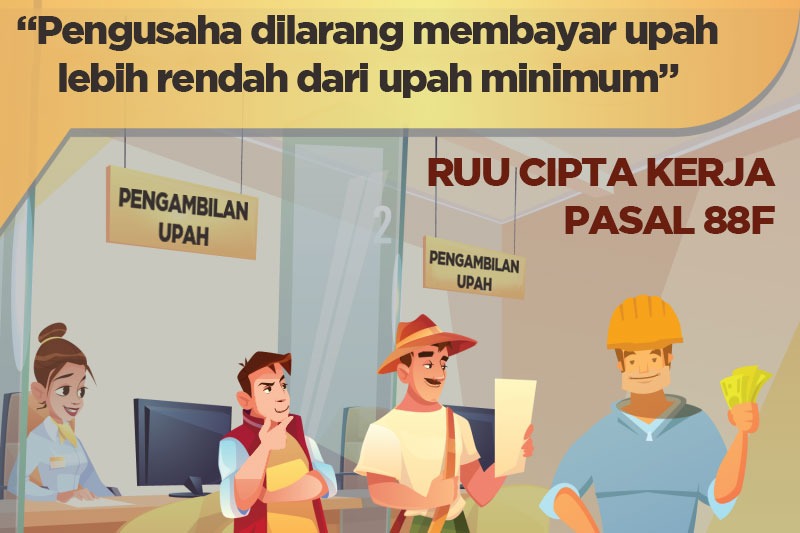 “Pengusaha dilarang membayar upah
lebih rendah dari upah minimum”
RUU CIPTA KERJA
PASAL 88F
PENGAMBILAN
UPAH
2
PENGAMBILAN
UPAH